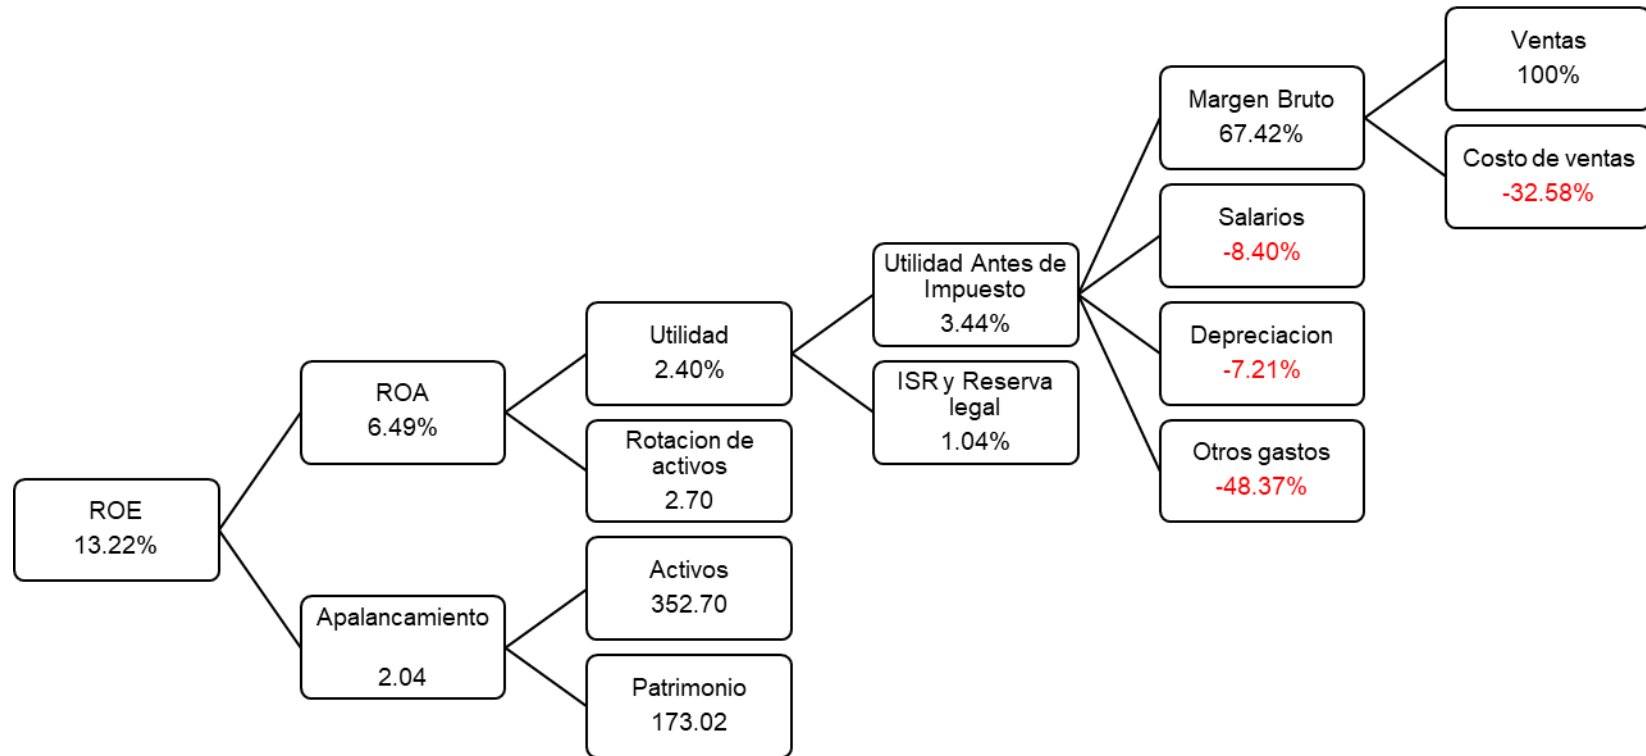 ROE
13.22%
ROA
6.49%
Apalancamiento
2.04
Utilidad
2.40%
Rotacion de
activos
2.70
Activos
352.70
Patrimonio
173.02
Utilidad Antes de
Impuesto
3.44%
ISR y Reserva
legal
1.04%
Margen Bruto
67.42%
Salarios
-8.40%
Depreciacion
-7.21%
Otros gastos
-48.37%
Ventas
100%
Costo de ventas
-32.58%